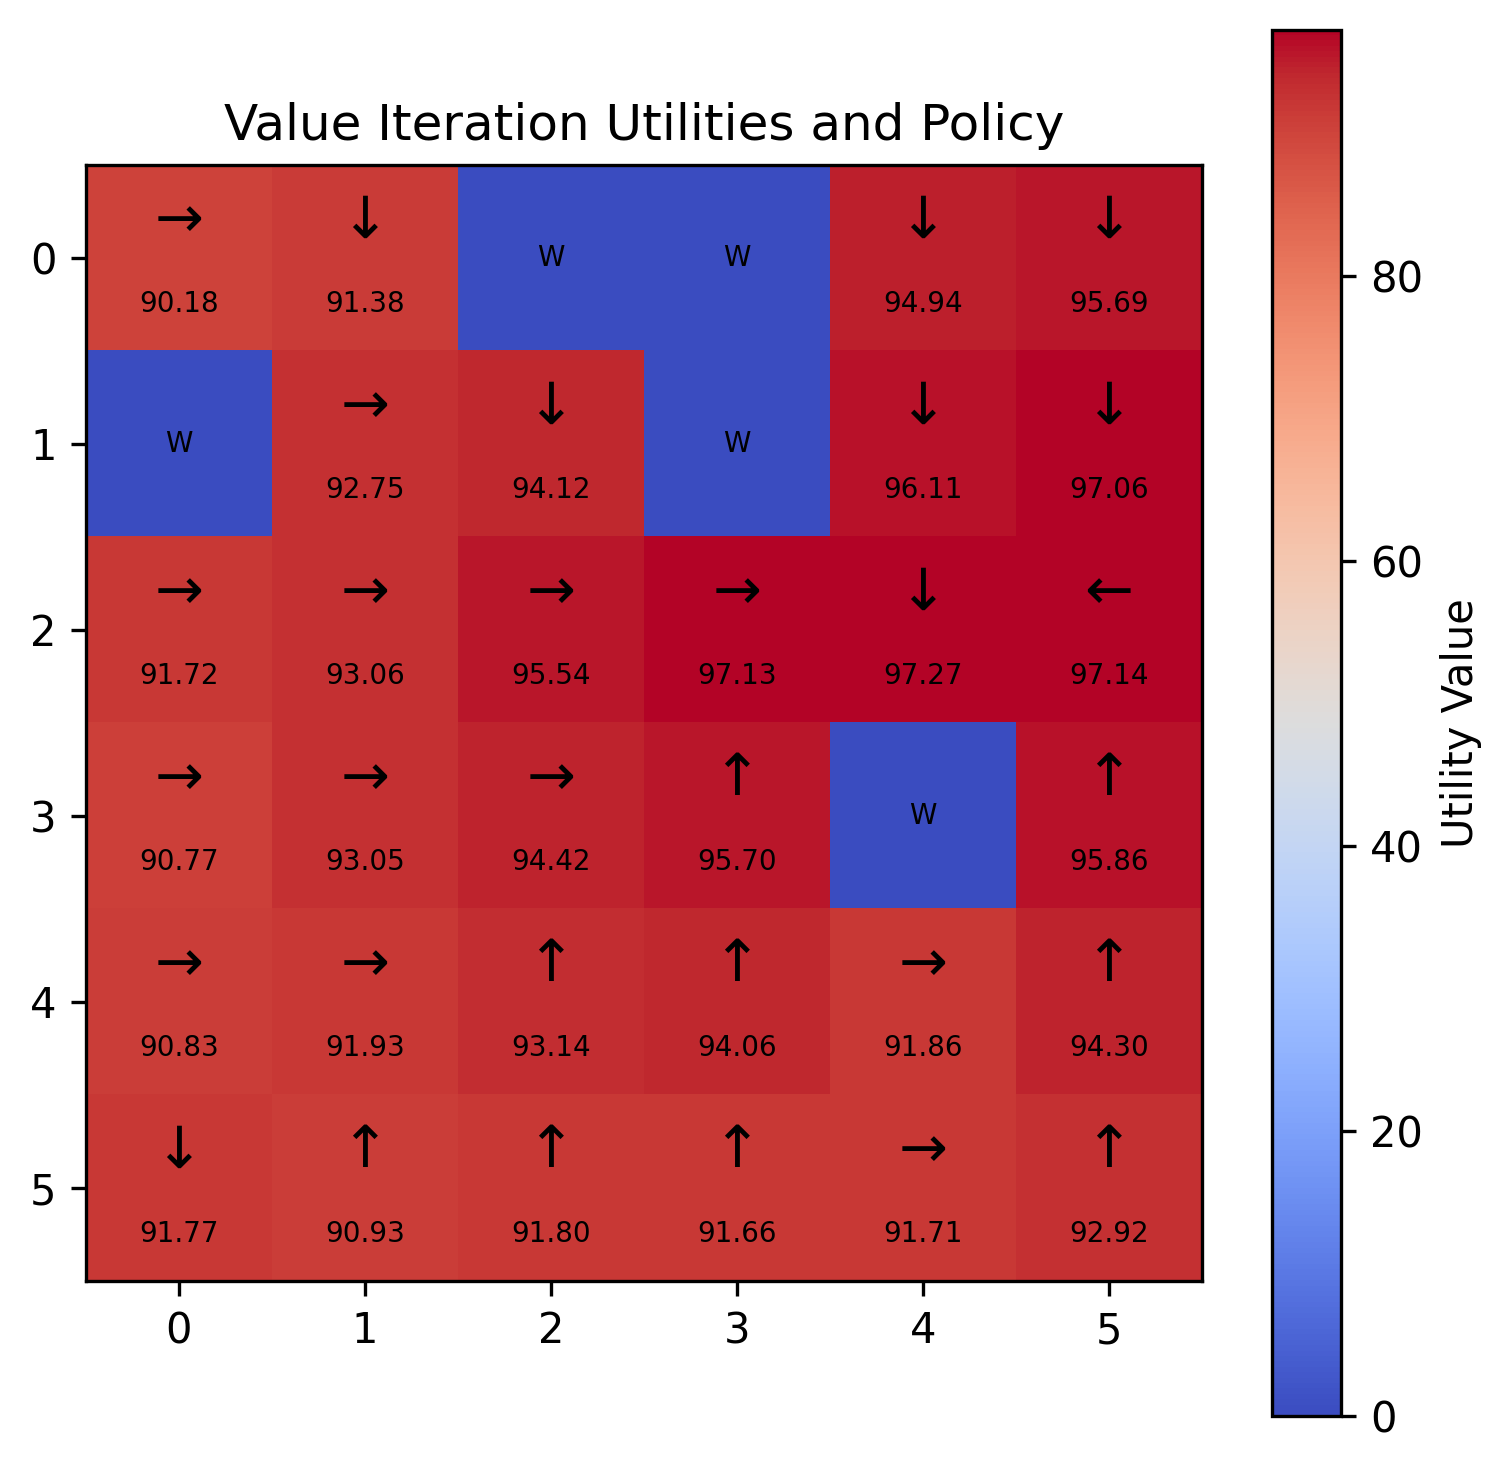 Value Iteration Utilities and Policy
0
→ ↓ W W ↓ ↓
90.18 91.38 94.94 95.69
1
W → ↓ W ↓ ↓
92.75 94.12 96.11 97.06
2
→ → → → ↓ ←
91.72 93.06 95.54 97.13 97.27 97.14
3
→ → → ↑ W ↑
90.77 93.05 94.42 95.70 95.86
4
→ → ↑ ↑ → ↑
90.83 91.93 93.14 94.06 91.86 94.30
5
↓ ↑ ↑ ↑ → ↑
91.77 90.93 91.80 91.66 91.71 92.92
0 1 2 3 4 5
80
60
40
20
0
Utility Value